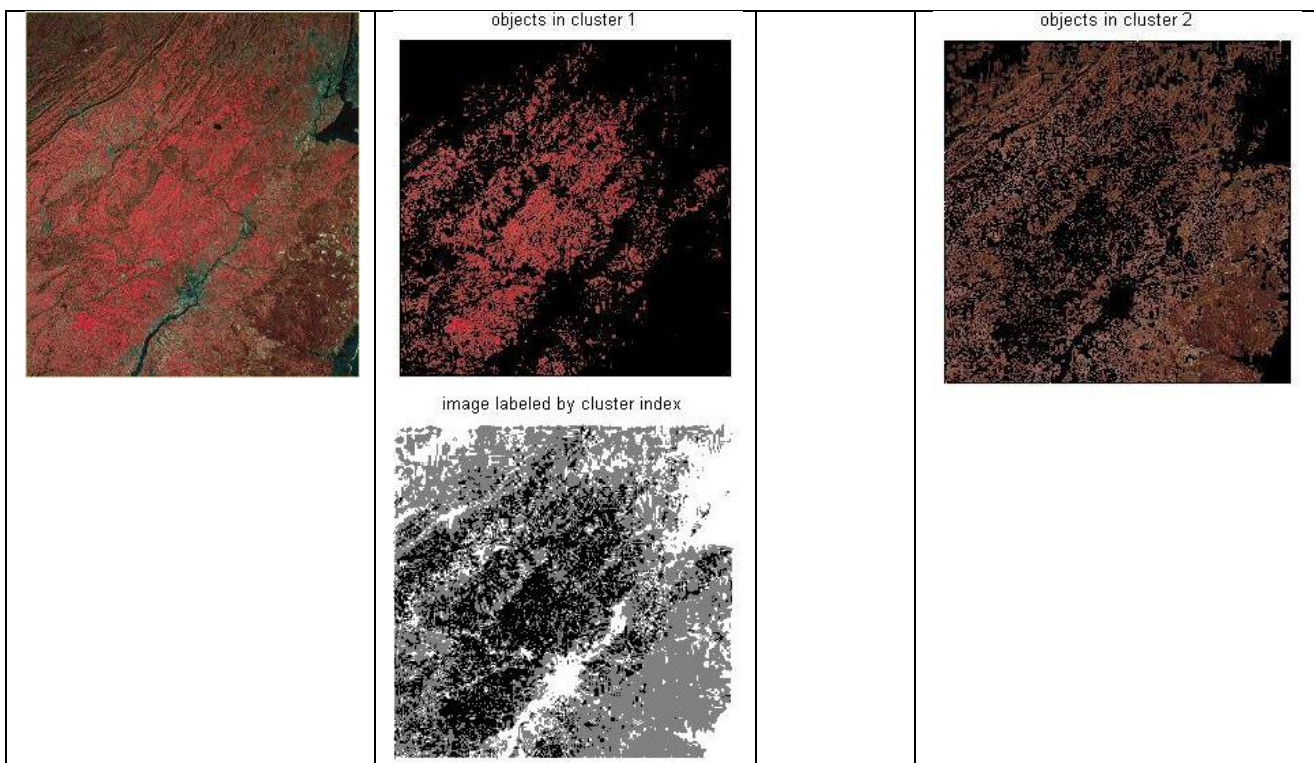 objects in cluster 1
objects in cluster 2
image labeled by cluster index